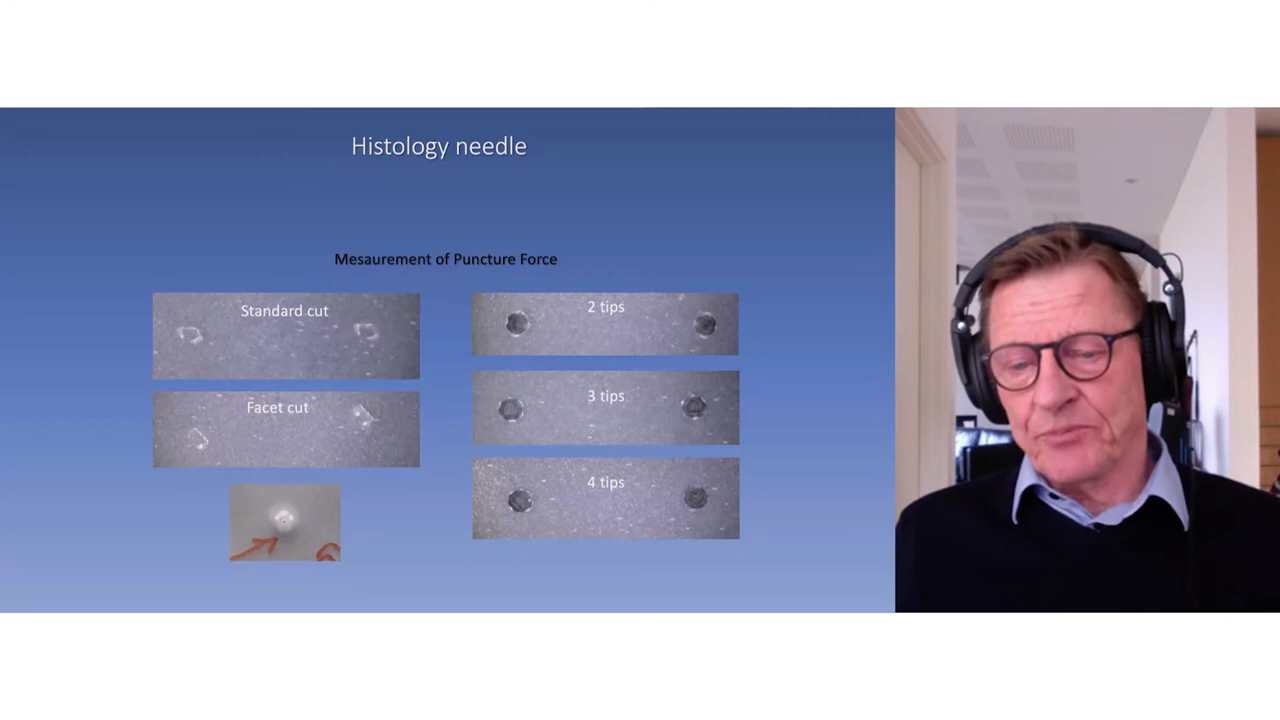 Histology needle
Mesaurement of Puncture Force
Standard cut
2 tips
Facet cut
3 tips
4 tips